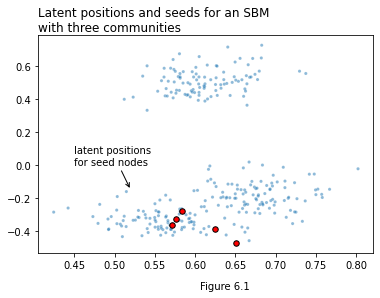 Latent positions and seeds for an SBM
with three communities
0.6
0.4
0.2
0.0
−0.2
−0.4
latent positions
for seed nodes
0.45
0.50
0.55
0.60
0.65
0.70
0.75
0.80
Figure 6.1